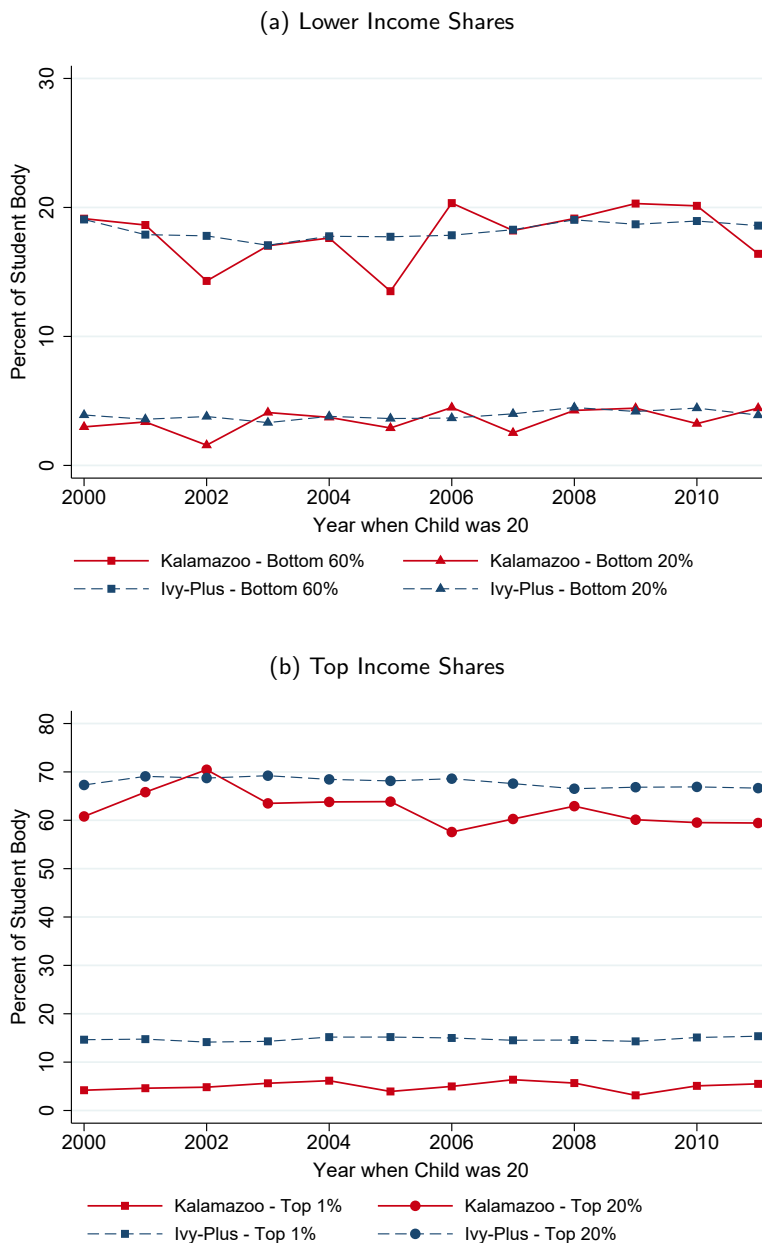 (a) Lower Income Shares
30
20
10
0
Percent of Student Body
2000 2002 2004 2006 2008 2010
Year when Child was 20
Kalamazoo - Bottom 60% Kalamazoo - Bottom 20%
Ivy-Plus - Bottom 60% Ivy-Plus - Bottom 20%
(b) Top Income Shares
80
70
60
50
40
30
20
10
0
Percent of Student Body
2000 2002 2004 2006 2008 2010
Year when Child was 20
Kalamazoo - Top 1% Kalamazoo - Top 20%
Ivy-Plus - Top 1% Ivy-Plus - Top 20%